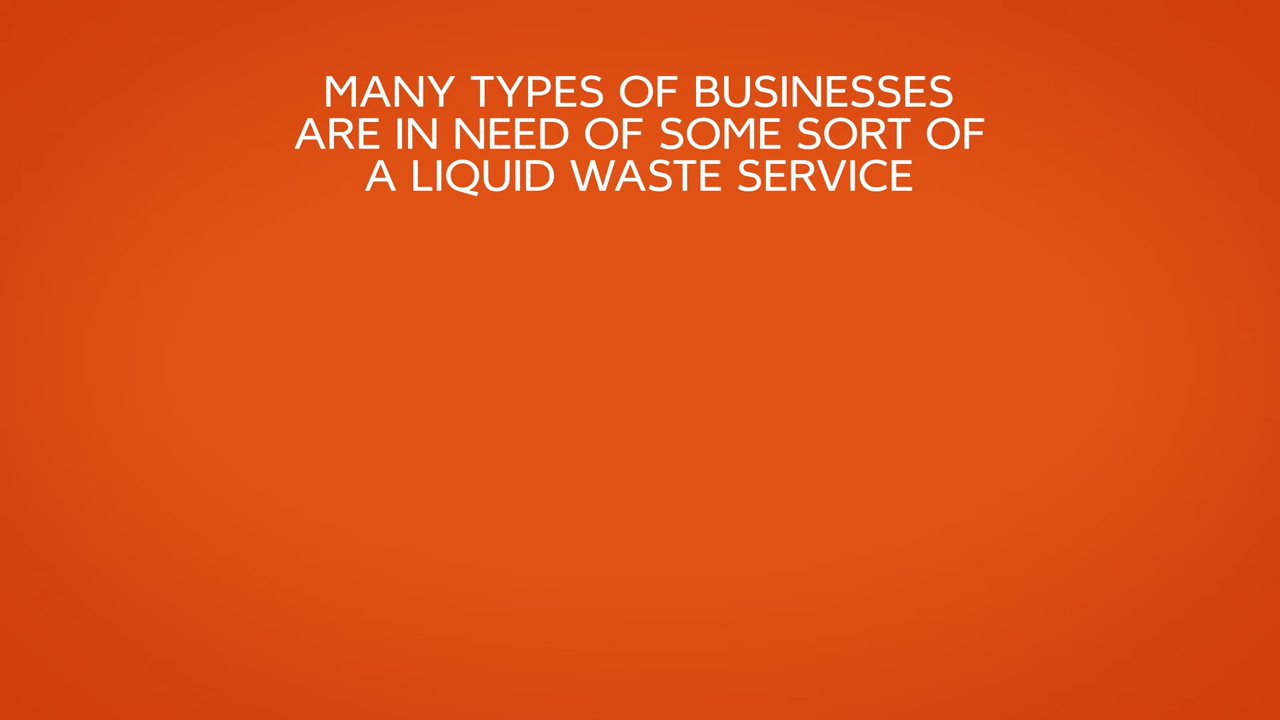 MANY TYPES OF BUSINESSES
ARE IN NEED OF SOME SORT OF
A LIQUID WASTE SERVICE